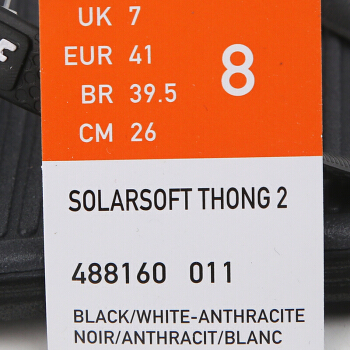 UK 7
EUR 41
BR 39.5
CM 26
8
SOLARSOFT THONG 2
488160 011
BLACK/WHITE-ANTHRACITE
NOIR/ANTHRACIT/BLANC